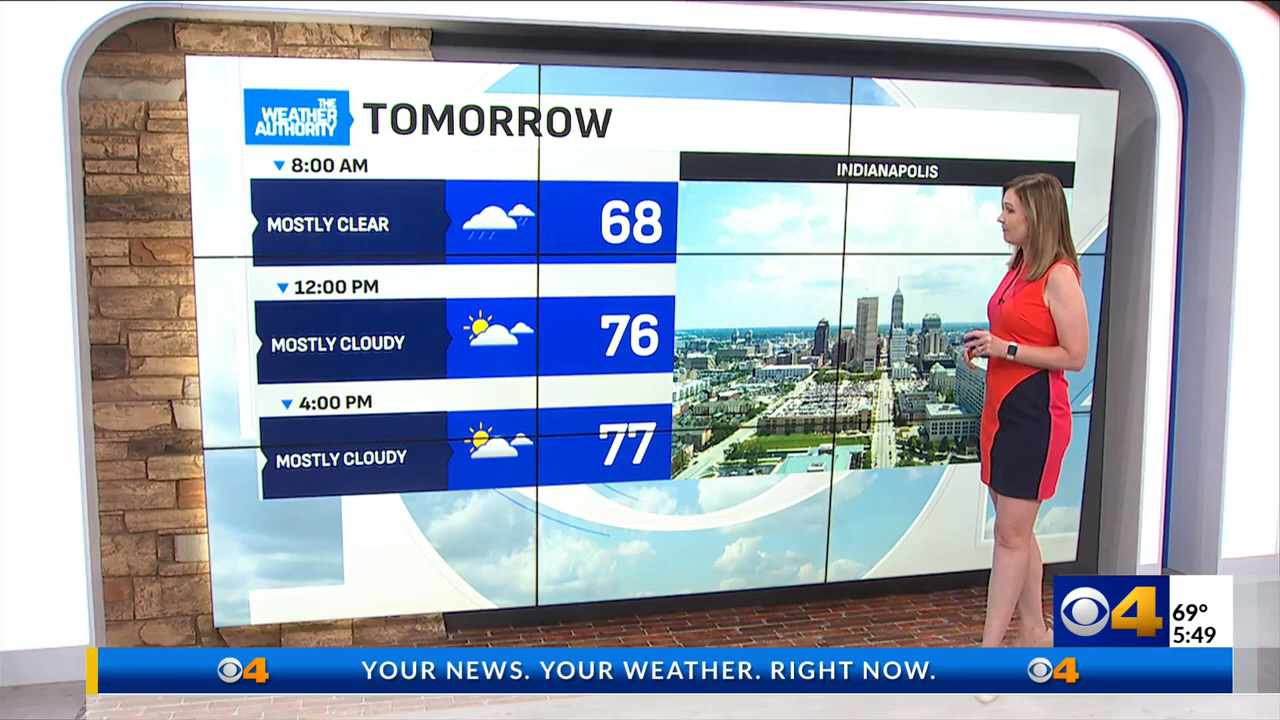 THE
WEATHER
AUTHORITY
TOMORROW
8:00 AM
MOSTLY CLEAR
68
12:00 PM
MOSTLY CLOUDY
76
4:00 PM
MOSTLY CLOUDY
77
INDIANAPOLIS
4
69°
5:49
4
YOUR NEWS. YOUR WEATHER. RIGHT NOW.
4